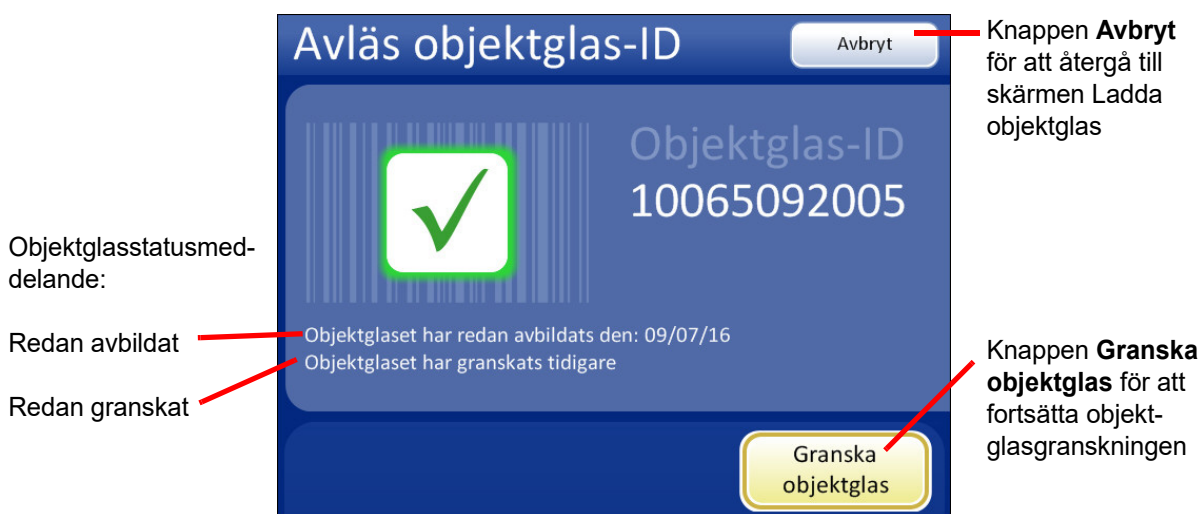 Avläs objektglas-ID
Avbryt
Knappen Avbryt
för att återgå till
skärmen Ladda
objektglas
Objektglas-ID
10065092005
Objektglasstatusmed-
delande:
Redan avbildat
Redan granskat
Objektglaset har redan avbildats den: 09/07/16
Objektglaset har granskats tidigare
Knappen Granska
objektglas för att
fortsätta objekt-
glasgranskningen
Granska
objektglas